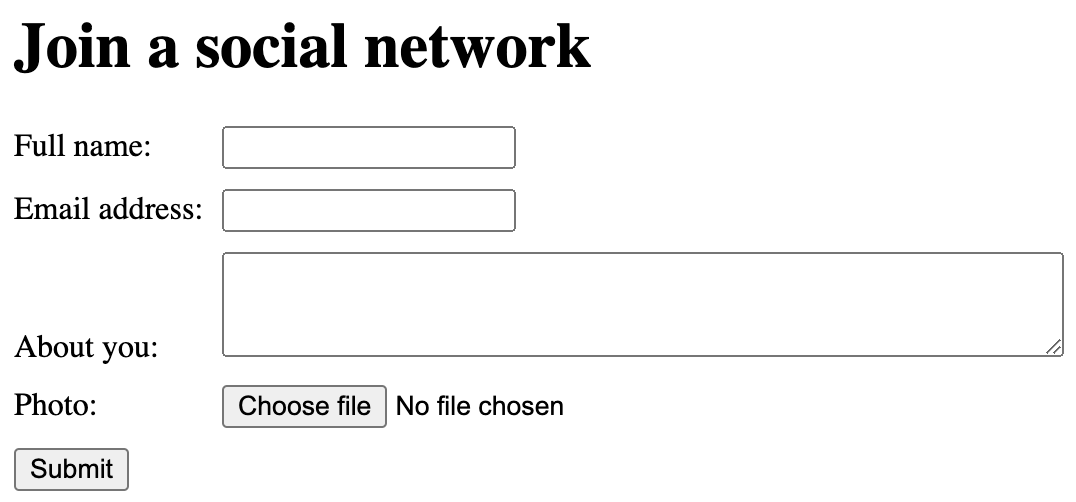 Join a social network
Full name:
Email address:
About you:
Photo: Choose file No file chosen
Submit